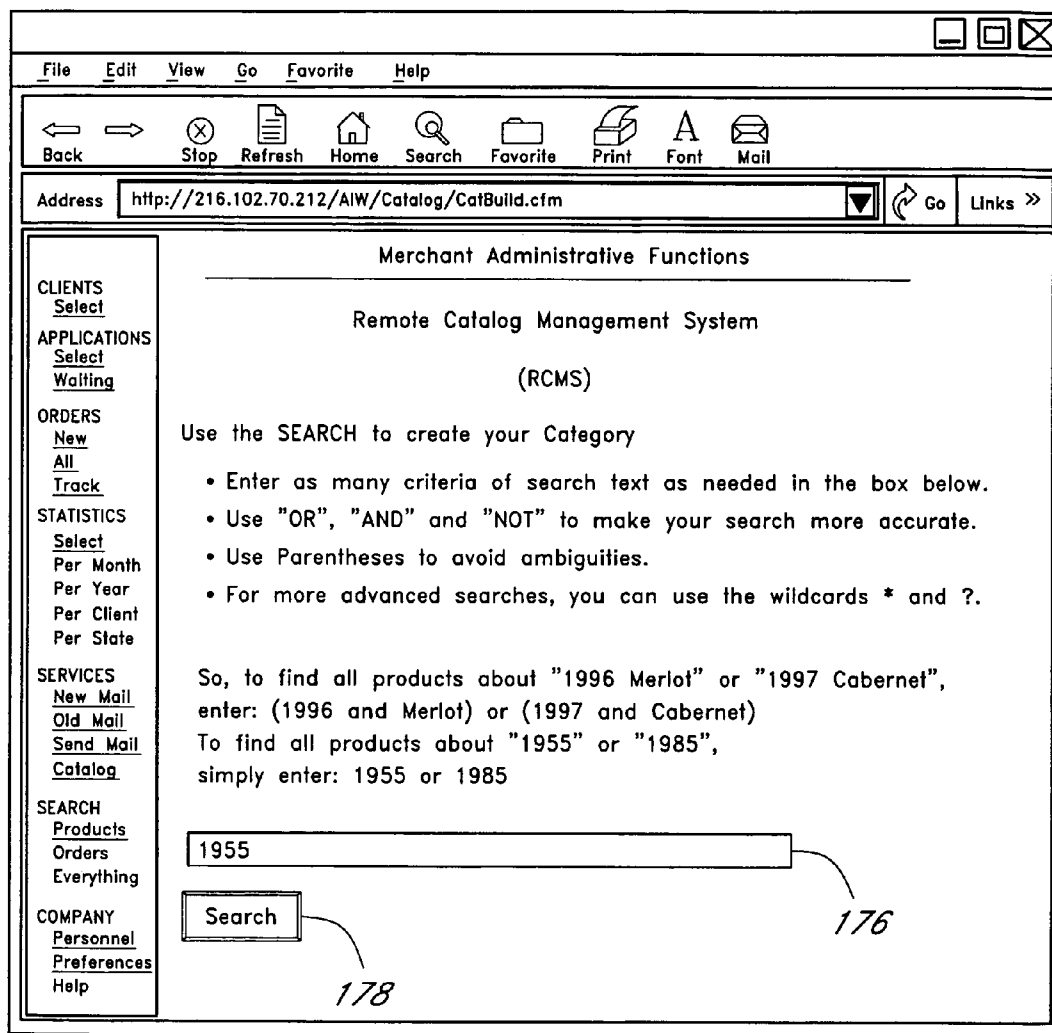 File Edit View Go Favorite Help
Back Stop Refresh Home Search Favorite Print Font Mail
Address http://216.102.70.212/AIW/Catalog/CatBuild.cfm Go Links »
CLIENTS
Select
APPLICATIONS
Select
Waiting
ORDERS
New
All
Track
STATISTICS
Select
Per Month
Per Year
Per Client
Per State
SERVICES
New Mail
Old Mail
Send Mail
Catalog
SEARCH
Products
Orders
Everything
COMPANY
Personnel
Preferences
Help
Merchant Administrative Functions
Remote Catalog Management System
(RCMS)
Use the SEARCH to create your Category
• Enter as many criteria of search text as needed in the box below.
• Use "OR", "AND" and "NOT" to make your search more accurate.
• Use Parentheses to avoid ambiguities.
• For more advanced searches, you can use the wildcards * and ?.
So, to find all products about "1996 Merlot" or "1997 Cabernet",
enter: (1996 and Merlot) or (1997 and Cabernet)
To find all products about "1955" or "1985",
simply enter: 1955 or 1985
1955
176
Search
178